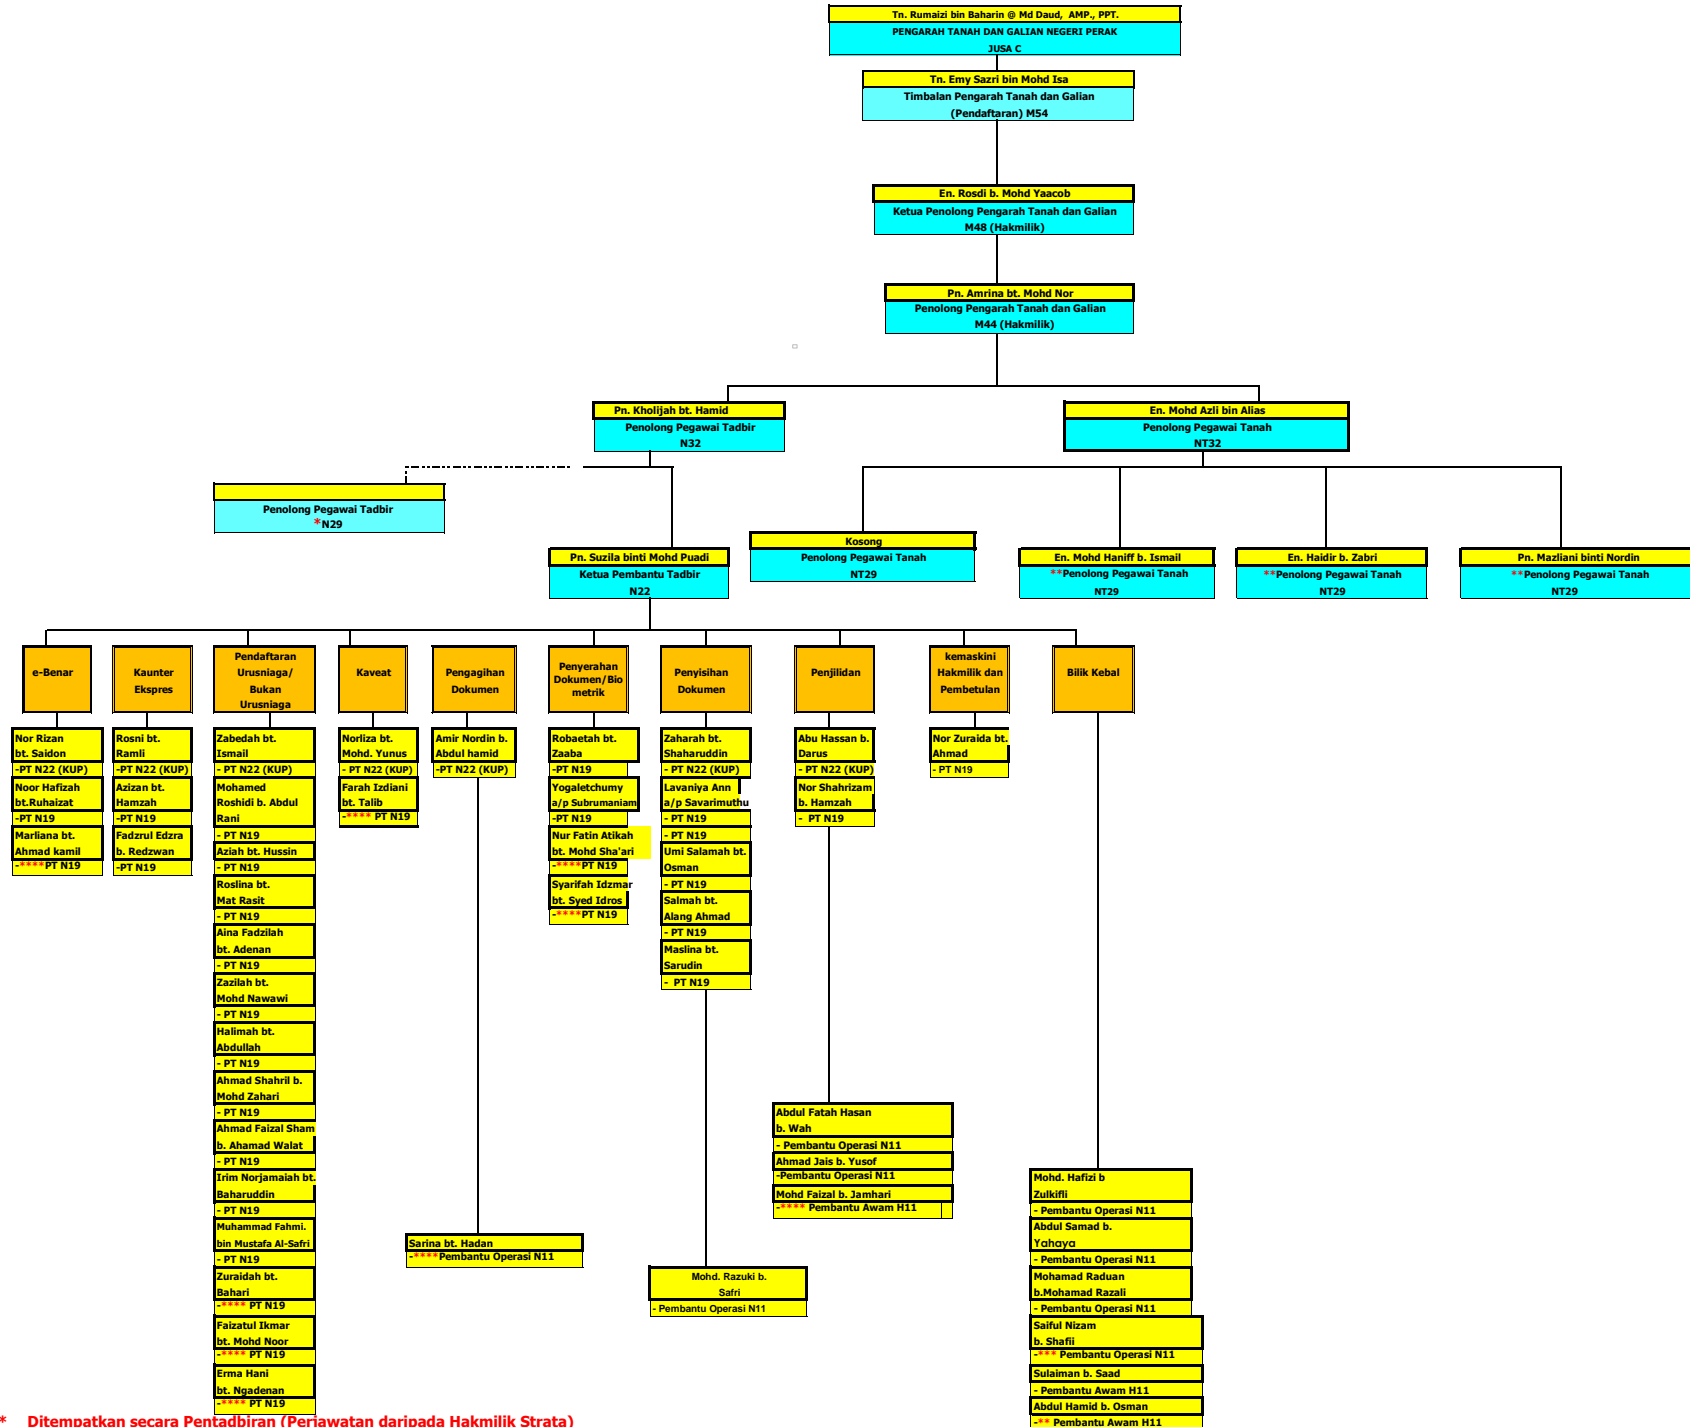 Tn. Rumaizi bin Baharin @ Md Daud,  AMP., PPT.
PENGARAH TANAH DAN GALIAN NEGERI PERAK
JUSA C
Tn. Emy Sazri bin Mohd Isa
Timbalan Pengarah Tanah dan Galian
(Pendaftaran) M54
En. Rosdi b. Mohd Yaacob
Ketua Penolong Pengarah Tanah dan Galian
M48 (Hakmilik)
Pn. Amrina bt. Mohd Nor
Penolong Pengarah Tanah dan Galian
M44 (Hakmilik)
Pn. Kholijah bt. Hamid
Penolong Pegawai Tadbir
N32
En. Mohd Azli bin Alias
Penolong Pegawai Tanah
NT32
Penolong Pegawai Tadbir
*N29
Pn. Suzila binti Mohd Puadi
Ketua Pembantu Tadbir
N22
Kosong
Penolong Pegawai Tanah
NT29
En. Mohd Haniff b. Ismail
**Penolong Pegawai Tanah
NT29
En. Haidir b. Zabri
**Penolong Pegawai Tanah
NT29
Pn. Mazliani binti Nordin
**Penolong Pegawai Tanah
NT29
e-Benar
Nor Rizan
bt. Saidon
-PT N22 (KUP)
Noor Hafizah
bt.Ruhaizat
-PT N19
Marliana bt.
Ahmad kamil
-****PT N19
Kaunter
Ekspres
Rosni bt.
Ramli
-PT N22 (KUP)
Azizan bt.
Hamzah
-PT N19
Fadzrul Edzra
b. Redzwan
-PT N19
Pendaftaran
Urusniaga/
Bukan
Urusniaga
Zabedah bt.
Ismail
- PT N22 (KUP)
Mohamed
Roshidi b. Abdul
Rani
- PT N19
Aziah bt. Hussin
- PT N19
Roslina bt.
Mat Rasit
- PT N19
Aina Fadzilah
bt. Adenan
- PT N19
Zazilah bt.
Mohd Nawawi
- PT N19
Halimah bt.
Abdullah
- PT N19
Ahmad Shahril b.
Mohd Zahari
- PT N19
Ahmad Faizal Sham
b. Ahamad Walat
- PT N19
Irim Norjamaiah bt.
Baharuddin
- PT N19
Muhammad Fahmi.
bin Mustafa Al-Safri
- PT N19
Zuraidah bt.
Bahari
-**** PT N19
Faizatul Ikmar
bt. Mohd Noor
-**** PT N19
Erma Hani
bt. Ngadenan
-**** PT N19
Kaveat
Norliza bt.
Mohd. Yunus
- PT N22 (KUP)
Farah Izdiani
bt. Talib
-**** PT N19
Pengagihan
Dokumen
Amir Nordin b.
Abdul hamid
-PT N22 (KUP)
Sarina bt. Hadan
-****Pembantu Operasi N11
Penyerahan
Dokumen/Bio
metrik
Robaetah bt.
Zaaba
-PT N19
Yogaletchumy
a/p Subrumaniam
-PT N19
Nur Fatin Atikah
bt. Mohd Sha'ari
-****PT N19
Syarifah Idzmar
bt. Syed Idros
-****PT N19
Penyisihan
Dokumen
Zaharah bt.
Shaharuddin
- PT N22 (KUP)
Lavaniya Ann
a/p Savarimuthu
- PT N19
- PT N19
Umi Salamah bt.
Osman
- PT N19
Salmah bt.
Alang Ahmad
- PT N19
Maslina bt.
Sarudin
-  PT N19
Mohd. Razuki b.
Safri
- Pembantu Operasi N11
Penjilidan
Abu Hassan b.
Darus
- PT N22 (KUP)
Nor Shahrizam
b. Hamzah
-  PT N19
Abdul Fatah Hasan
b. Wah
- Pembantu Operasi N11
Ahmad Jais b. Yusof
-Pembantu Operasi N11
Mohd Faizal b. Jamhari
-**** Pembantu Awam H11
kemaskini
Hakmilik dan
Pembetulan
Nor Zuraida bt.
Ahmad
- PT N19
Bilik Kebal
Mohd. Hafizi b
Zulkifli
- Pembantu Operasi N11
Abdul Samad b.
Yahaya
- Pembantu Operasi N11
Mohamad Raduan
b.Mohamad Razali
- Pembantu Operasi N11
Saiful Nizam
b. Shafii
-*** Pembantu Operasi N11
Sulaiman b. Saad
- Pembantu Awam H11
Abdul Hamid b. Osman
-** Pembantu Awam H11
* Ditempatkan secara Pentadbiran (Perjawatan daripada Hakmilik Strata)